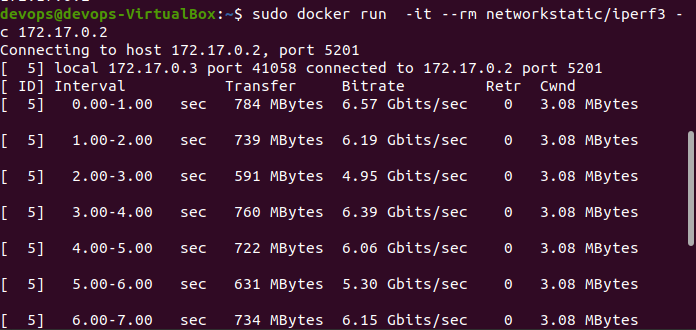 devops@devops-VirtualBox:~$ sudo docker run  -it --rm networkstatic/iperf3 -
c 172.17.0.2
Connecting to host 172.17.0.2, port 5201
[  5] local 172.17.0.3 port 41058 connected to 172.17.0.2 port 5201
[ ID] Interval           Transfer     Bitrate         Retr  Cwnd
[  5]   0.00-1.00   sec   784 MBytes  6.57 Gbits/sec    0   3.08 MBytes
[  5]   1.00-2.00   sec   739 MBytes  6.19 Gbits/sec    0   3.08 MBytes
[  5]   2.00-3.00   sec   591 MBytes  4.95 Gbits/sec    0   3.08 MBytes
[  5]   3.00-4.00   sec   760 MBytes  6.39 Gbits/sec    0   3.08 MBytes
[  5]   4.00-5.00   sec   722 MBytes  6.06 Gbits/sec    0   3.08 MBytes
[  5]   5.00-6.00   sec   631 MBytes  5.30 Gbits/sec    0   3.08 MBytes
[  5]   6.00-7.00   sec   734 MBytes  6.15 Gbits/sec    0   3.08 MBytes